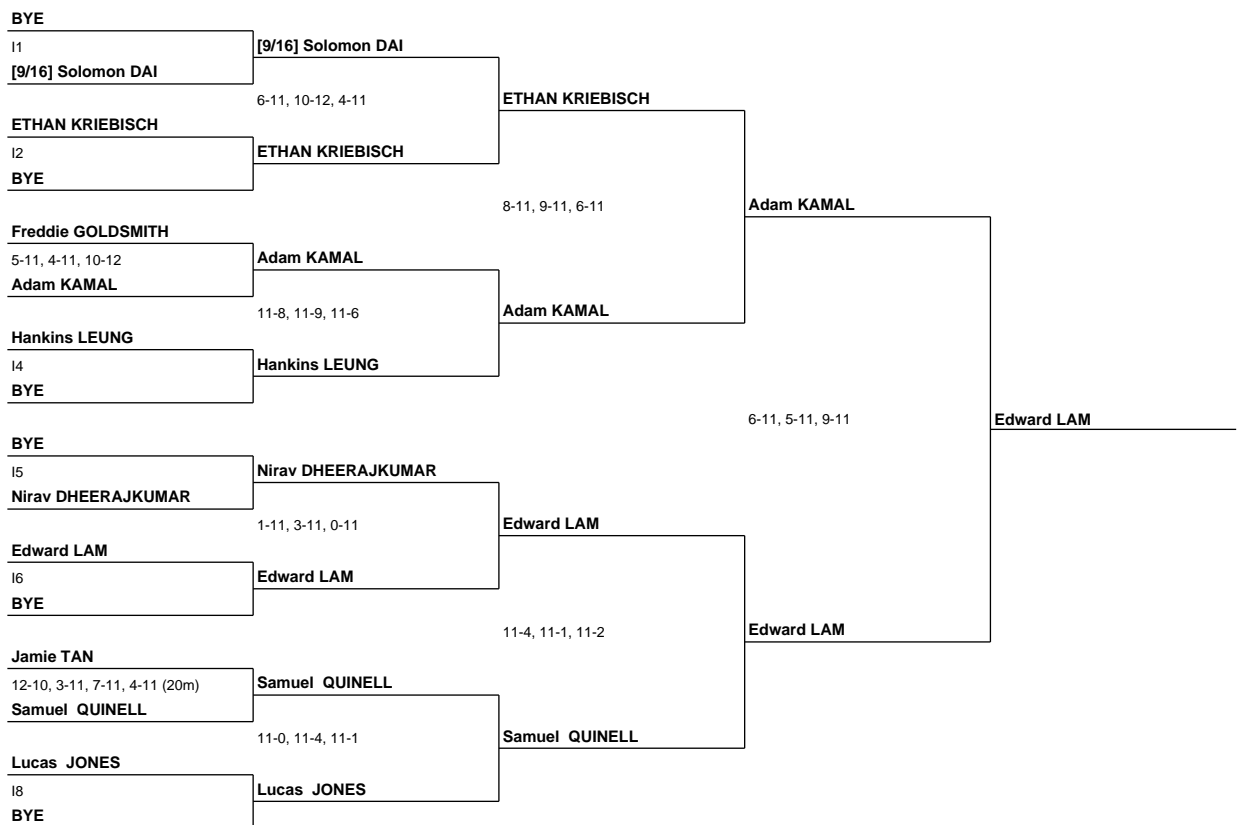 BYE
I1
[9/16] Solomon DAI
[9/16] Solomon DAI
6-11, 10-12, 4-11
ETHAN KRIEBISCH
ETHAN KRIEBISCH
I2
ETHAN KRIEBISCH
BYE
8-11, 9-11, 6-11
Adam KAMAL
Freddie GOLDSMITH
5-11, 4-11, 10-12
Adam KAMAL
Adam KAMAL
11-8, 11-9, 11-6
Adam KAMAL
Hankins LEUNG
I4
Hankins LEUNG
BYE
6-11, 5-11, 9-11
Edward LAM
BYE
I5
Nirav DHEERAJKUMAR
Nirav DHEERAJKUMAR
1-11, 3-11, 0-11
Edward LAM
Edward LAM
I6
Edward LAM
BYE
11-4, 11-1, 11-2
Edward LAM
Jamie TAN
12-10, 3-11, 7-11, 4-11 (20m)
Samuel QUINELL
Samuel QUINELL
11-0, 11-4, 11-1
Samuel QUINELL
Lucas JONES
I8
Lucas JONES
BYE